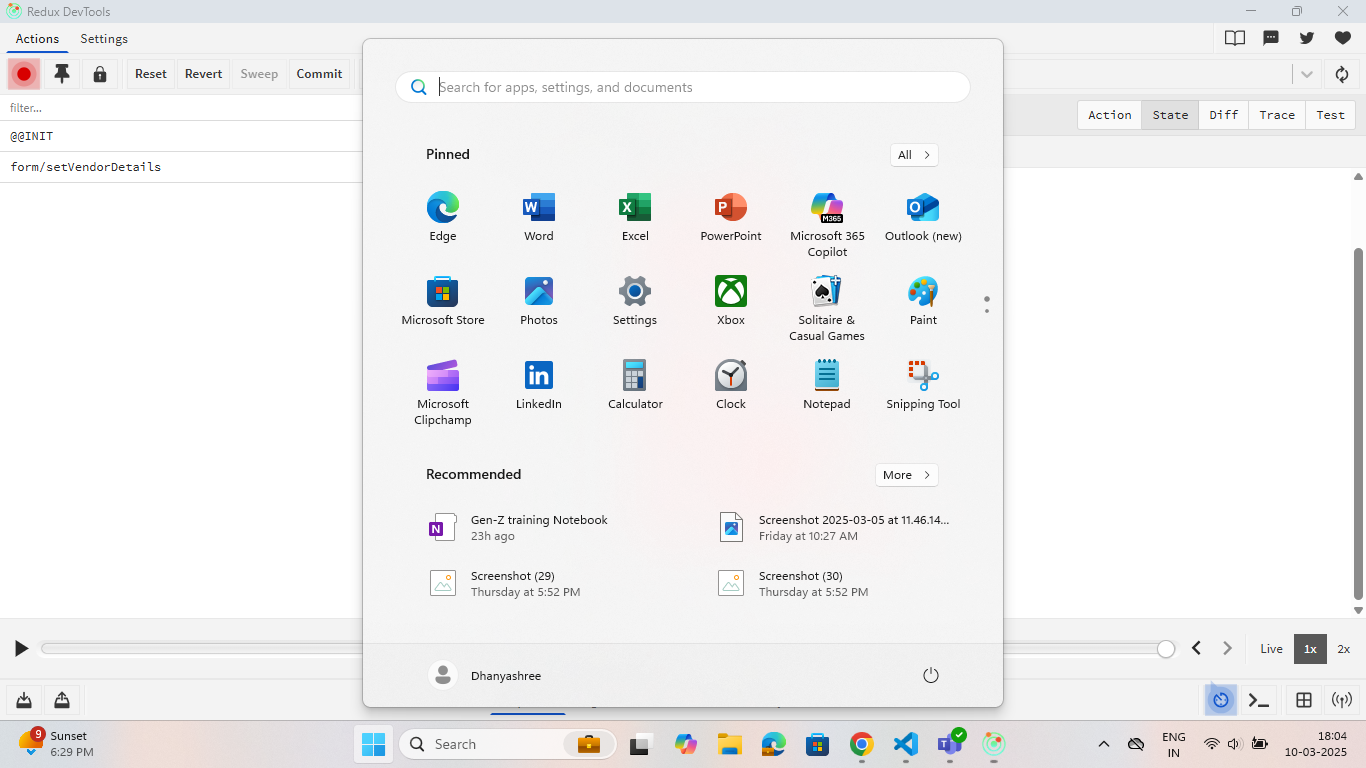 Redux DevTools
Actions Settings
Reset Revert Sweep Commit
filter...
@@INIT
form/setVendorDetails
Action State Diff Trace Test
Search for apps, settings, and documents
Pinned
All
Edge Word Excel PowerPoint Microsoft 365 Outlook (new)
Copilot
Microsoft Store Photos Settings Xbox Solitaire & Paint
Casual Games
Microsoft LinkedIn Calculator Clock Notepad Snipping Tool
Clipchamp
Recommended
More
Gen-Z training Notebook
23h ago
Screenshot 2025-03-05 at 11.46.14...
Friday at 10:27 AM
Screenshot (29)
Thursday at 5:52 PM
Screenshot (30)
Thursday at 5:52 PM
Live 1x 2x
Dhanyashree
9
Sunset
6:29 PM
Search
ENG
IN
18:04
10-03-2025